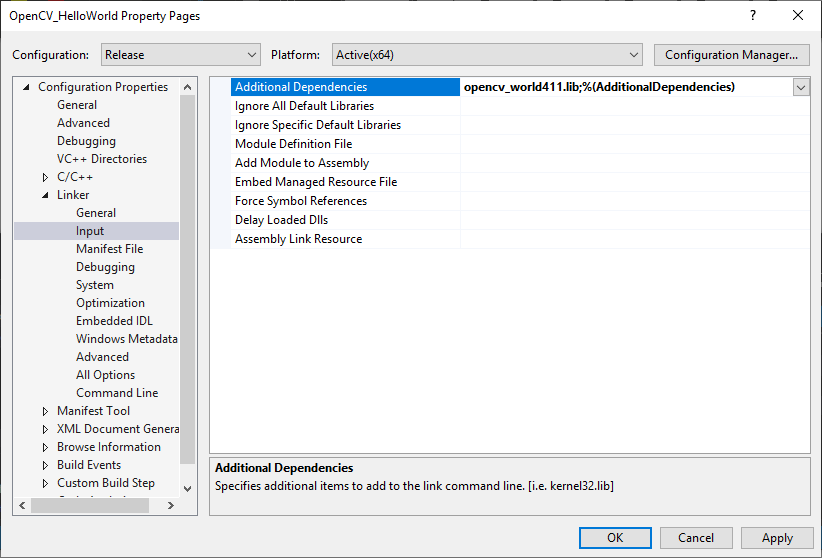 OpenCV_HelloWorld Property Pages
Configuration: Release Platform: Active(x64) Configuration Manager...
Configuration Properties
General
Advanced
Debugging
VC++ Directories
C/C++
Linker
General
Input
Manifest File
Debugging
System
Optimization
Embedded IDL
Windows Metadata
Advanced
All Options
Command Line
Manifest Tool
XML Document Genera
Browse Information
Build Events
Custom Build Step
Additional Dependencies opencv_world411.lib;%(AdditionalDependencies)
Ignore All Default Libraries
Ignore Specific Default Libraries
Module Definition File
Add Module to Assembly
Embed Managed Resource File
Force Symbol References
Delay Loaded Dlls
Assembly Link Resource
Additional Dependencies
Specifies additional items to add to the link command line. [i.e. kernel32.lib]
OK Cancel Apply